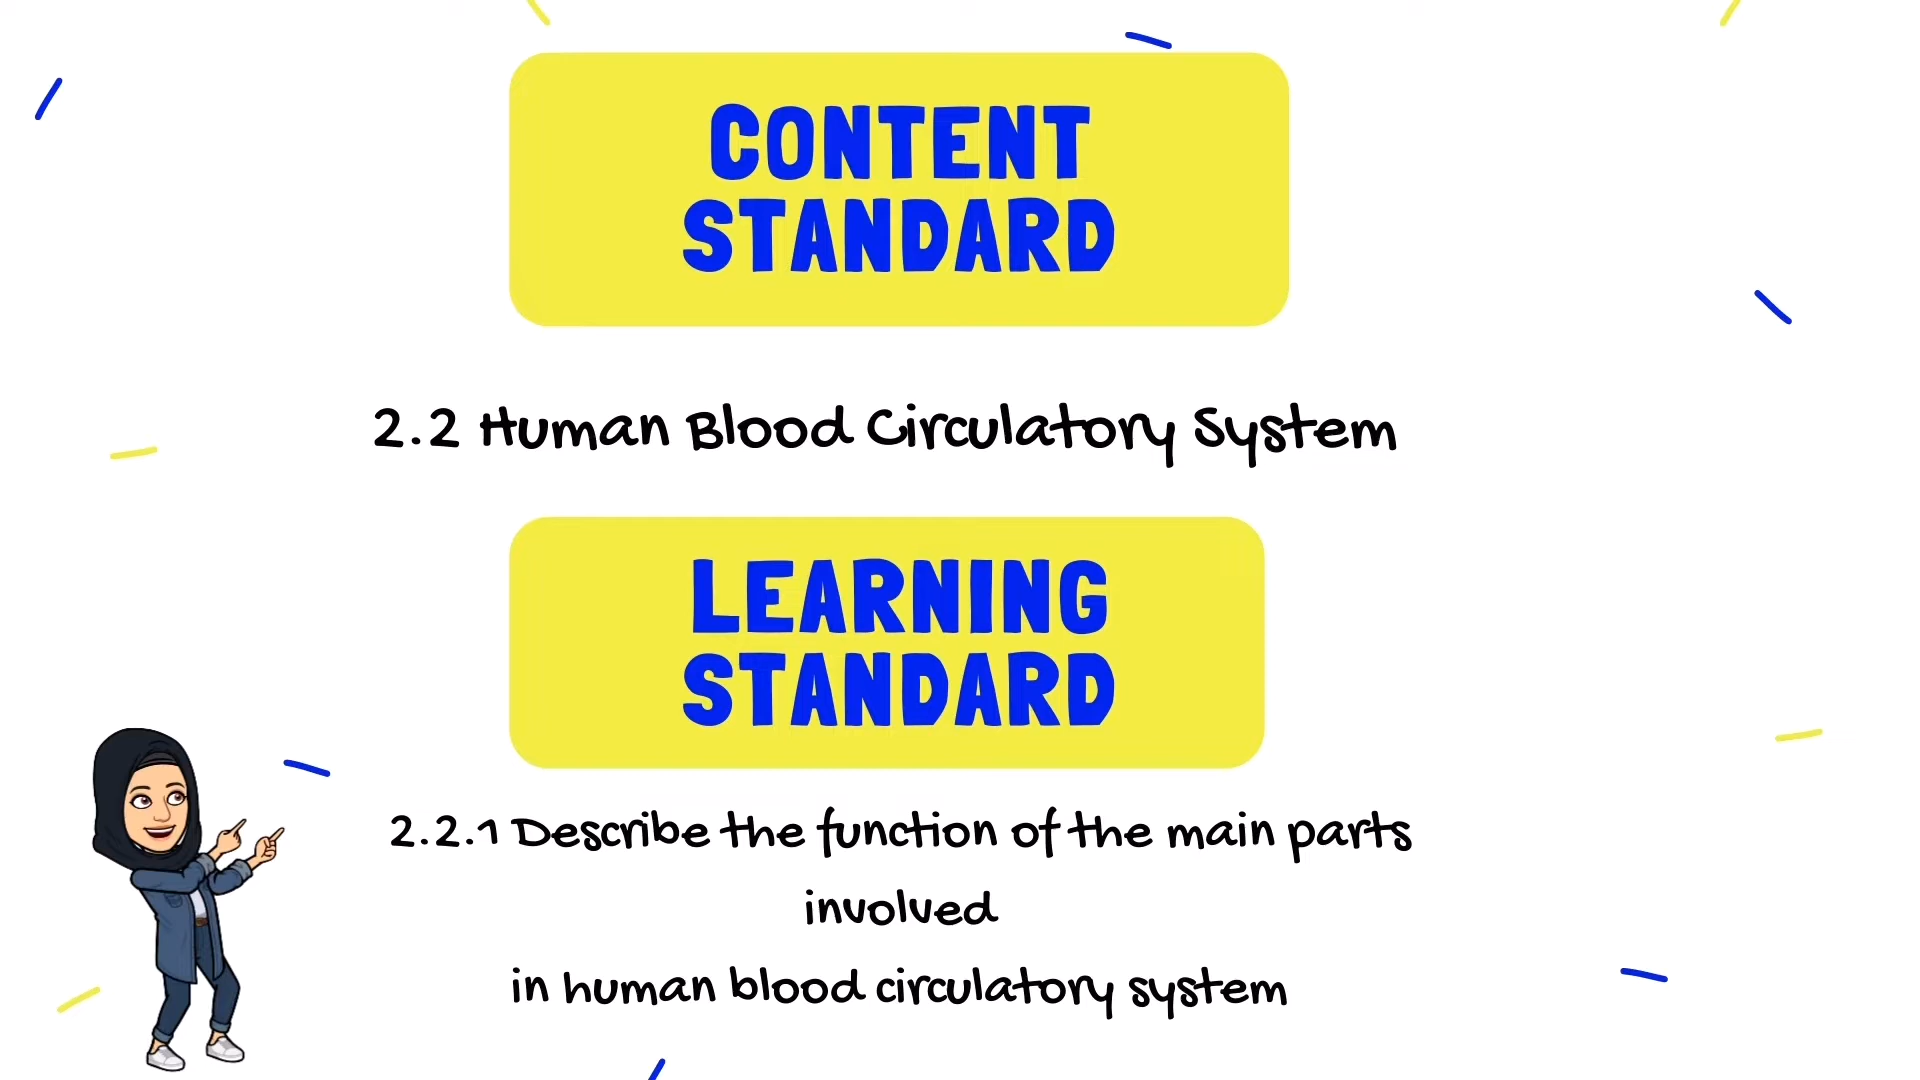 CONTENT
STANDARD
2.2 Human Blood Circulatory System
LEARNING
STANDARD
2.2.1 Describe the function of the main parts
involved
in human blood circulatory system